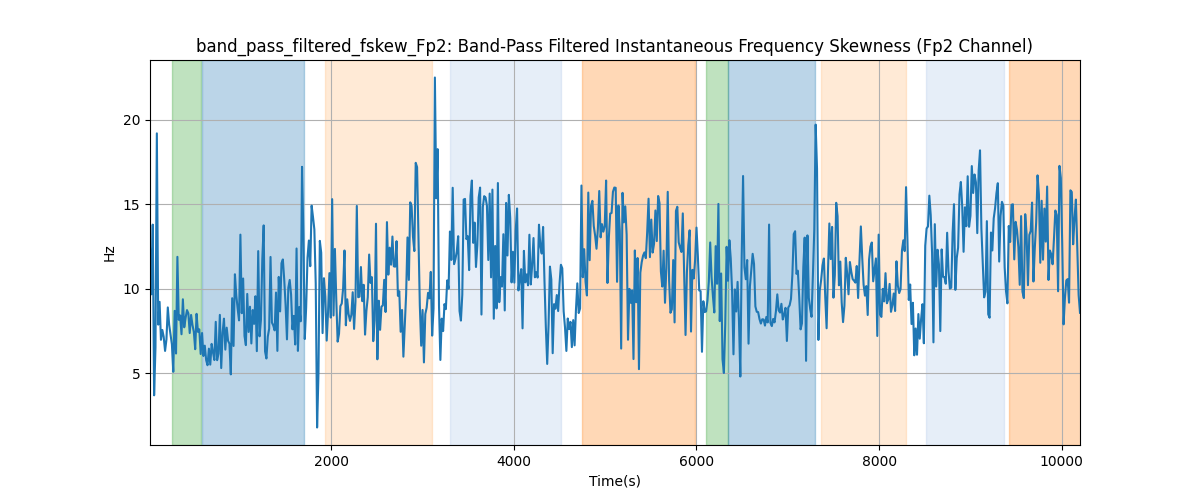 band_pass_filtered_fskew_Fp2: Band-Pass Filtered Instantaneous Frequency Skewness (Fp2 Channel)
20
15
10
5
Hz
2000 4000 6000 8000 10000
Time(s)